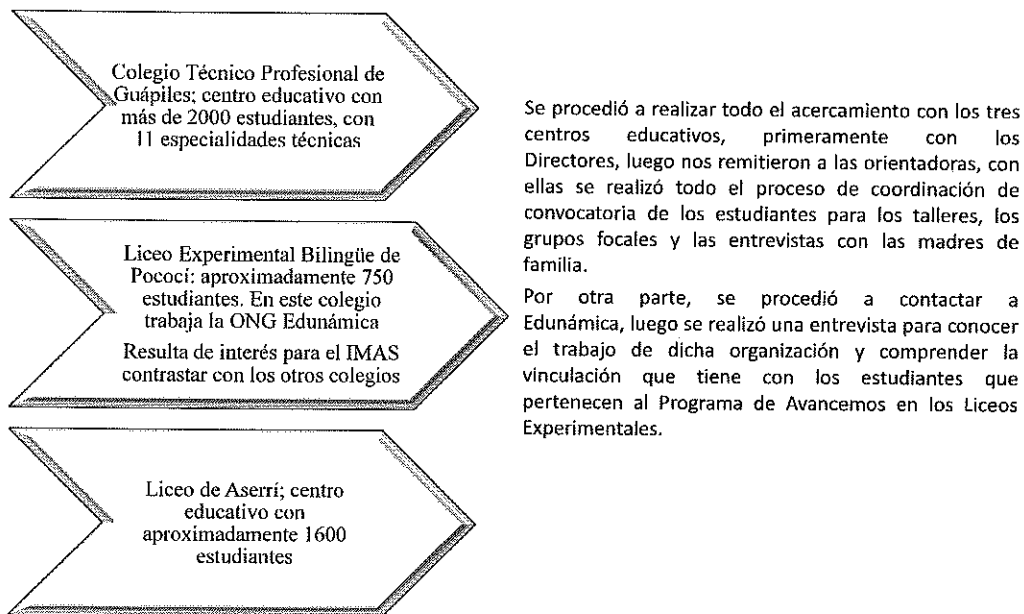 Colegio Técnico Profesional de
Guápiles; centro educativo con
más de 2000 estudiantes, con
11 especialidades técnicas
Liceo Experimental Bilingüe de
Pococí: aproximadamente 750
estudiantes. En este colegio
trabaja la ONG Edunámica
Resulta de interés para el IMAS
contrastar con los otros colegios
Liceo de Aserrí; centro
educativo con
aproximadamente 1600
estudiantes
Se procedió a realizar todo el acercamiento con los tres
centros educativos, primeramente con los
Directores, luego nos remitieron a las orientadoras, con
ellas se realizó todo el proceso de coordinación de
convocatoria de los estudiantes para los talleres, los
grupos focales y las entrevistas con las madres de
familia.
Por otra parte, se procedió a contactar a
Edunámica, luego se realizó una entrevista para conocer
el trabajo de dicha organización y comprender la
vinculación que tiene con los estudiantes que
pertenecen al Programa de Avancemos en los Liceos
Experimentales.